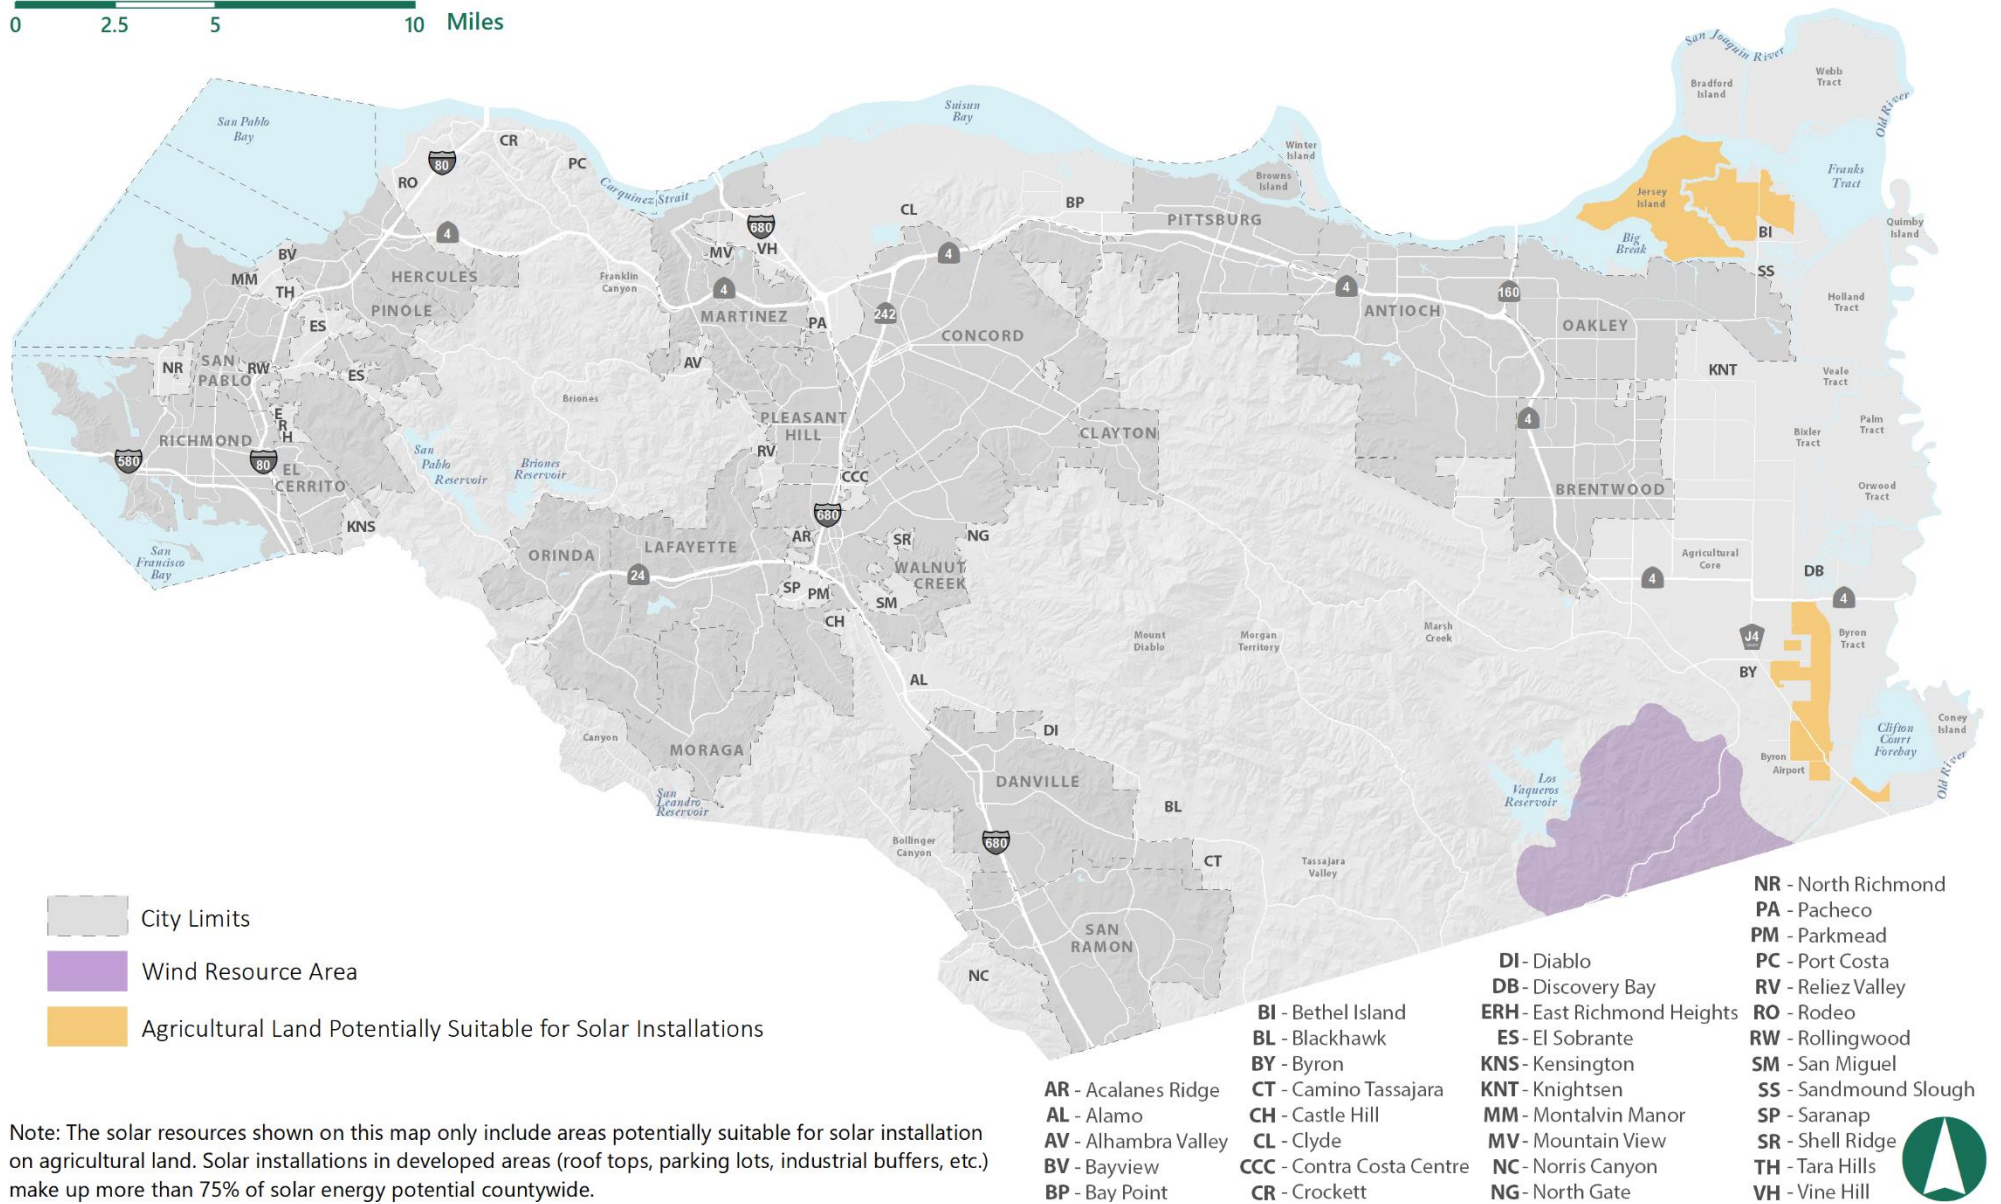 0 2.5 5 10 Miles
San Joaquin River
Webb
Tract
Bradford
Island
Old River
San Pablo
Bay
Suisun
Bay
CR
80
PC
RO
Carquinez Strait
Winter
Island
Browns
Island
Franks
Tract
Jersey
Island
Quimby
Island
CL
BP
PITTSBURG
680
4
MV
VH
BI
Big
Break
BV
MM
TH
HERCULES
Franklin
Canyon
4
4
SS
PINOLE
ES
MARTINEZ
PA
242
CONCORD
4
ANTIOCH
160
OAKLEY
Holland
Tract
NR
SAN
PABLO
RW
ES
AV
KNT
Veale
Tract
Briones
E
R
H
RICHMOND
PLEASANT
HILL
CLAYTON
4
Palm
Tract
Bixler
Tract
580
80
EL
CERRITO
San
Pablo
Reservoir
Briones
Reservoir
RV
CCC
BRENTWOOD
Orwood
Tract
KNS
680
San
Francisco
Bay
ORINDA
LAFAYETTE
AR
SR
NG
WALNUT
CREEK
24
SP
PM
SM
CH
Agricultural
Core
4
DB
4
Mount
Diablo
Morgan
Territory
Marsh
Creek
J4
Byron
Tract
BY
AL
Canyon
MORAGA
DI
DANVILLE
San
Leandro
Reservoir
BL
Los
Vaqueros
Reservoir
Byron
Airport
Clifton
Court
Forebay
Coney
Island
Old River
Bollinger
Canyon
680
CT
Tassajara
Valley
SAN
RAMON
NC
City Limits
Wind Resource Area
Agricultural Land Potentially Suitable for Solar Installations
Note: The solar resources shown on this map only include areas potentially suitable for solar installation
on agricultural land. Solar installations in developed areas (roof tops, parking lots, industrial buffers, etc.)
make up more than 75% of solar energy potential countywide.
AR - Acalanes Ridge
AL - Alamo
AV - Alhambra Valley
BV - Bayview
BP - Bay Point
BI - Bethel Island
BL - Blackhawk
BY - Byron
CT - Camino Tassajara
CH - Castle Hill
CL - Clyde
CCC - Contra Costa Centre
CR - Crockett
DI - Diablo
DB - Discovery Bay
ERH - East Richmond Heights
ES - El Sobrante
KNS - Kensington
KNT - Knightsen
MM - Montalvin Manor
MV - Mountain View
NC - Norris Canyon
NG - North Gate
NR - North Richmond
PA - Pacheco
PM - Parkmead
PC - Port Costa
RV - Reliez Valley
RO - Rodeo
RW - Rollingwood
SM - San Miguel
SS - Sandmound Slough
SP - Saranap
SR - Shell Ridge
TH - Tara Hills
VH - Vine Hill